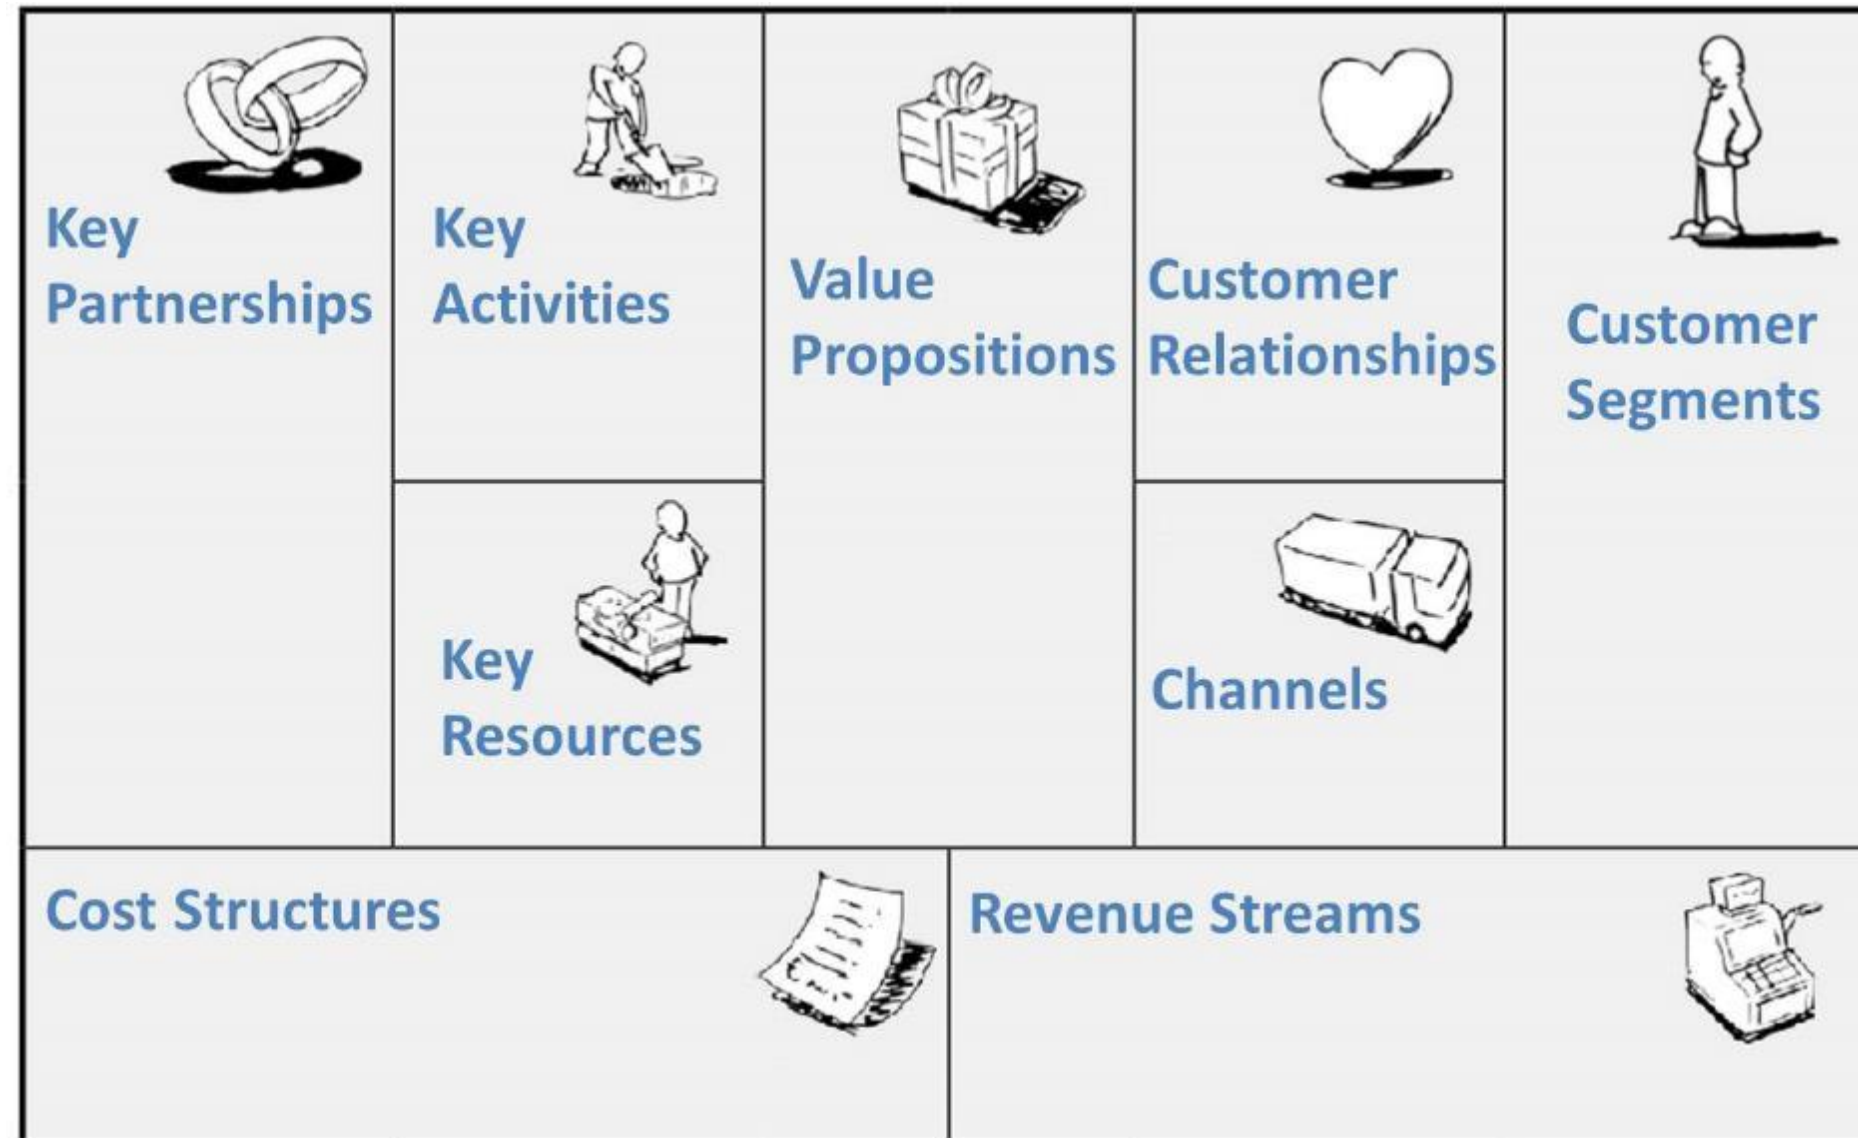 Key
Partnerships
Key
Activities
Value
Propositions
Customer
Relationships
Customer
Segments
Key
Resources
Channels
Cost Structures
Revenue Streams